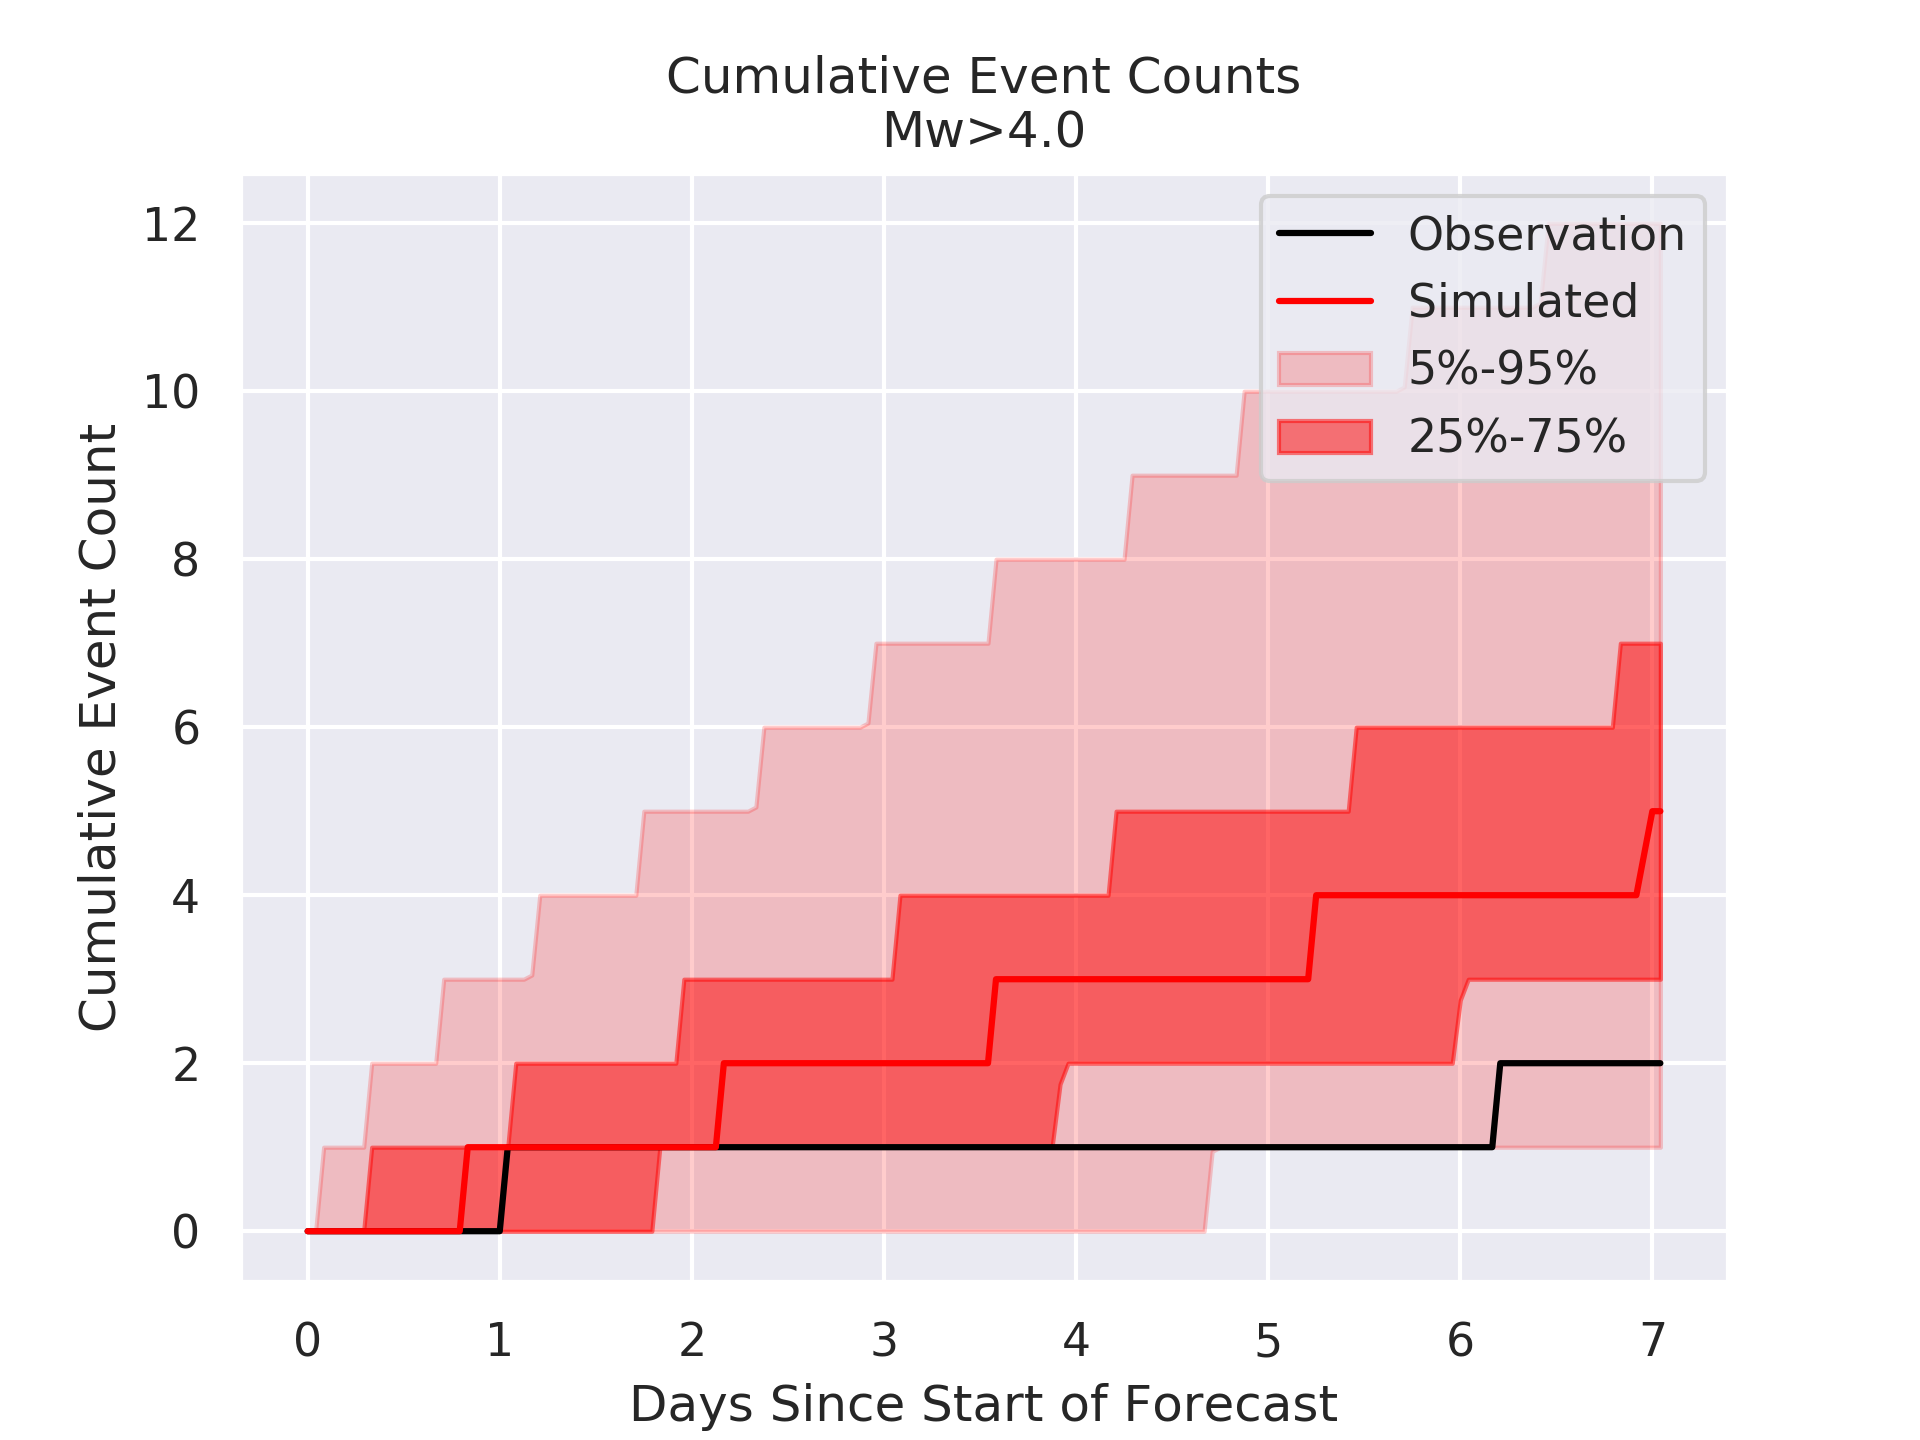 Cumulative Event Counts
Mw>4.0
Cumulative Event Count
12
10
8
6
4
2
0
Observation
Simulated
5%-95%
25%-75%
0 1 2 3 4 5 6 7
Days Since Start of Forecast